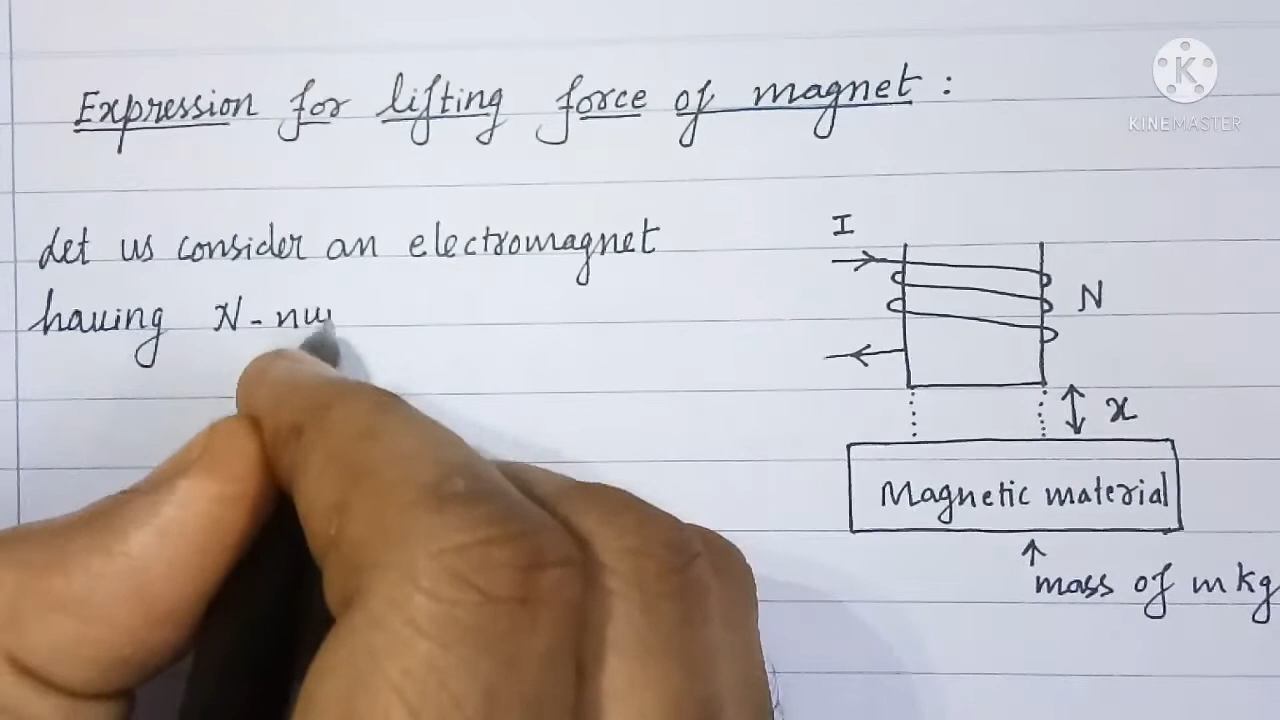 Expression for lifting force of magnet :
Let us consider an electromagnet
having N - nu
I
N
x
Magnetic material
mass of m kg
K
KINEMASTER